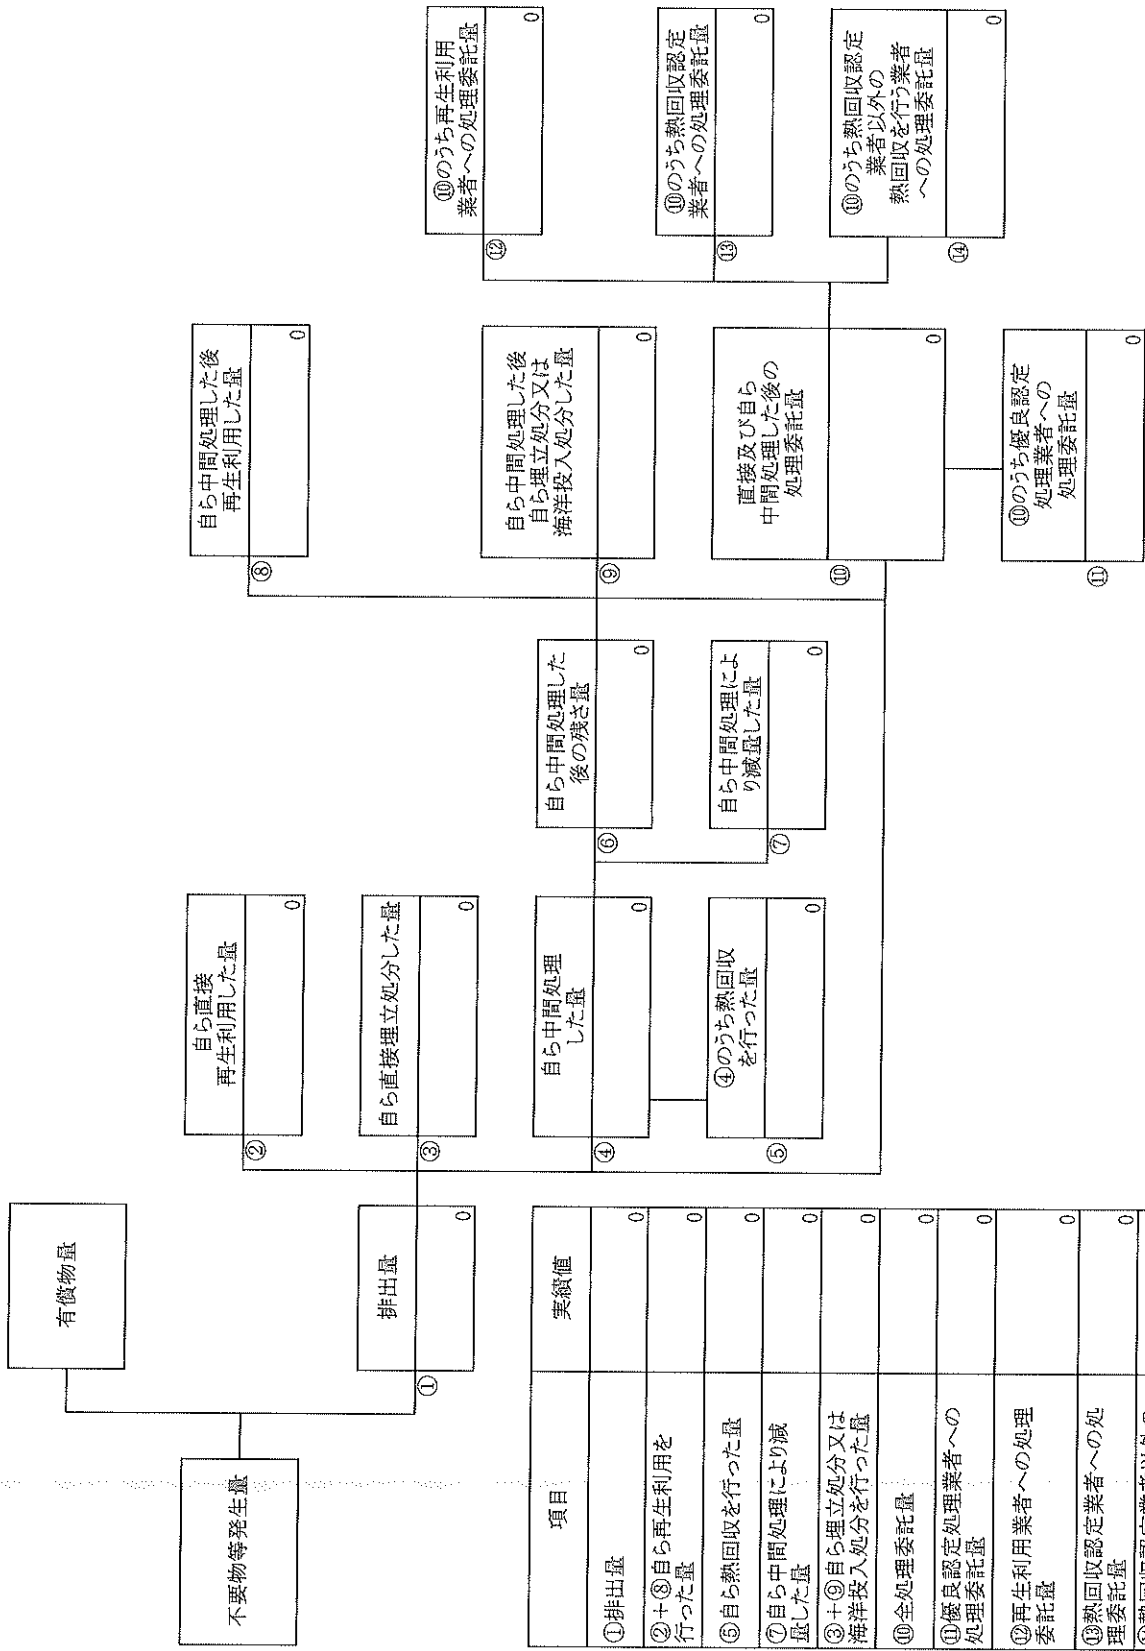 不要物等発生量
有償物量
排出量
①
0
自ら直接
再生利用した量
②
0
自ら直接埋立処分した量
③
0
自ら中間処理
した量
④
0
④のうち熱回収
を行った量
⑤
0
自ら中間処理した
後の残さ量
⑥
0
自ら中間処理によ
り減量した量
⑦
0
自ら中間処理した後
再生利用した量
⑧
0
自ら中間処理した後
自ら埋立処分又は
海洋投入処分した量
⑨
0
直接及び自ら
中間処理した後の
処理委託量
⑩
0
⑩のうち優良認定
処理業者への
処理委託量
⑪
0
⑩のうち再生利用
業者への処理委託量
⑫
0
⑩のうち熱回収認定
業者への処理委託量
⑬
0
⑩のうち熱回収認定
業者以外の
熱回収を行う業者
への処理委託量
⑭
0
項目
実績値
①排出量
0
②+⑧自ら再生利用を
行った量
0
⑤自ら熱回収を行った量
0
⑦自ら中間処理により減
量した量
0
③+⑨自ら埋立処分又は
海洋投入処分を行った量
0
⑩全処理委託量
0
⑪優良認定処理業者への
処理委託量
0
⑫再生利用業者への処理
委託量
0
⑬熱回収認定業者への処
理委託量
0